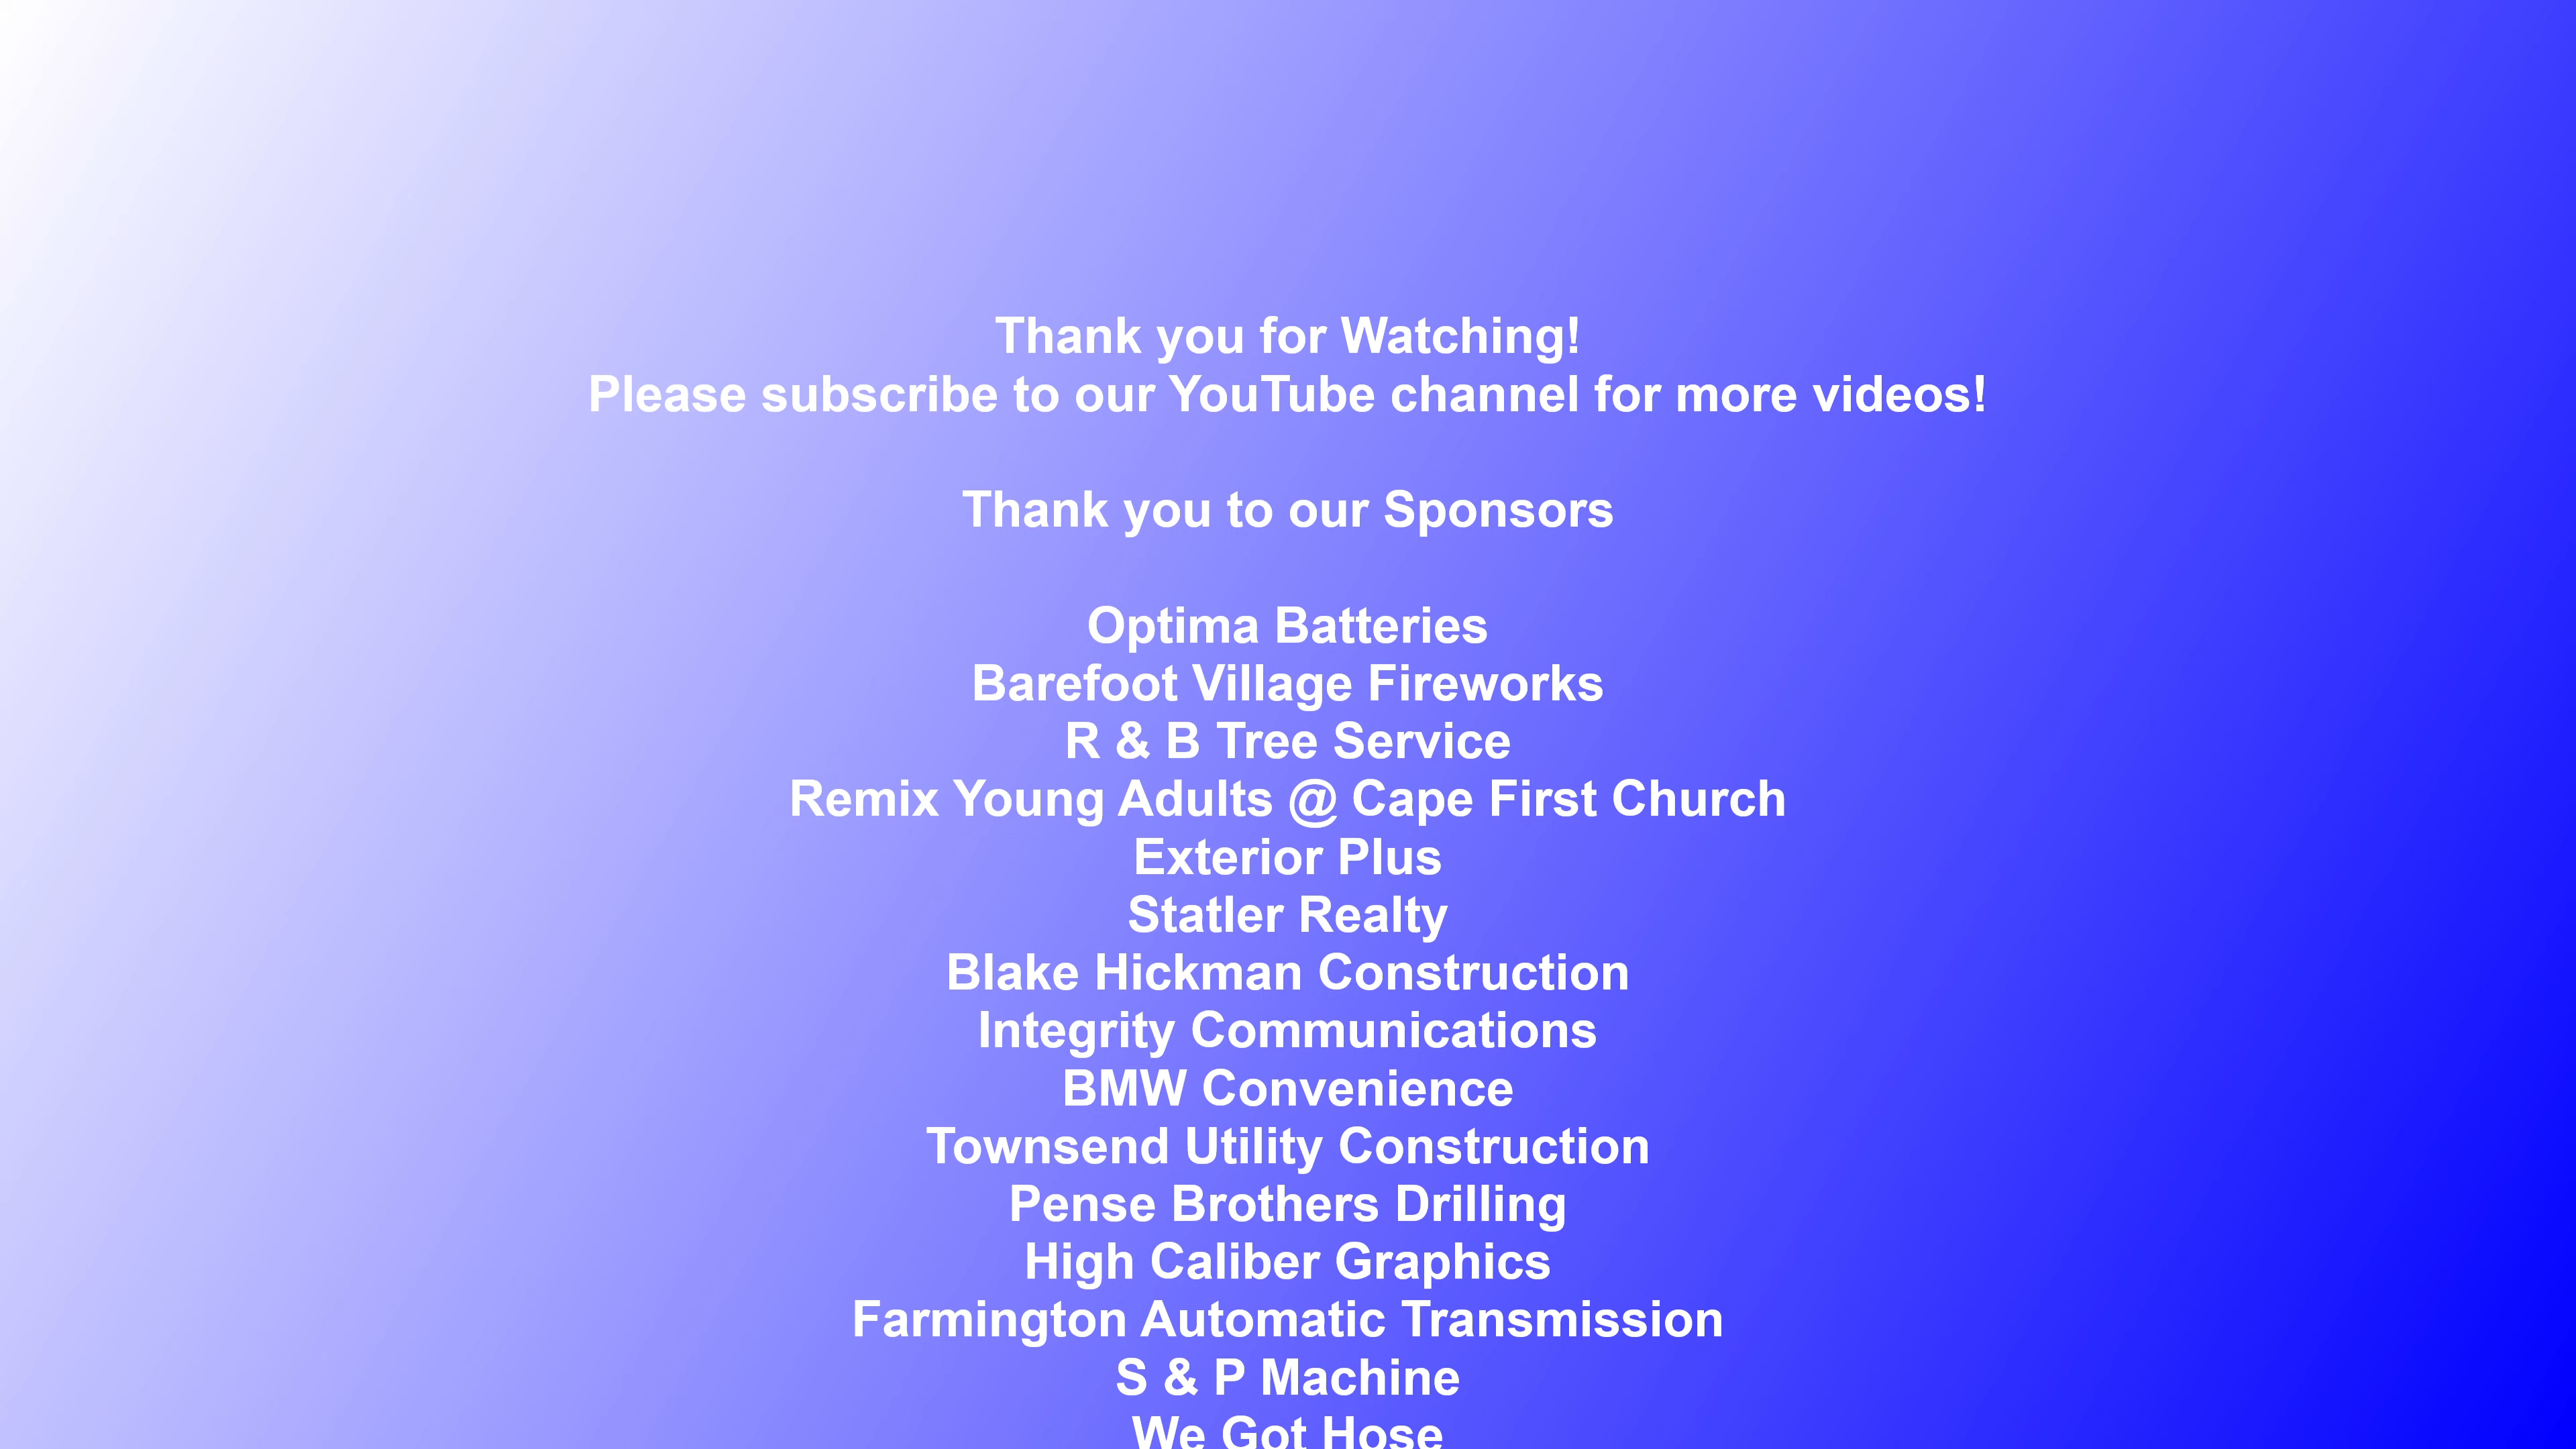 Thank you for Watching!
Please subscribe to our YouTube channel for more videos!
Thank you to our Sponsors
Optima Batteries
Barefoot Village Fireworks
R & B Tree Service
Remix Young Adults @ Cape First Church
Exterior Plus
Statler Realty
Blake Hickman Construction
Integrity Communications
BMW Convenience
Townsend Utility Construction
Pense Brothers Drilling
High Caliber Graphics
Farmington Automatic Transmission
S & P Machine
We Got Hose